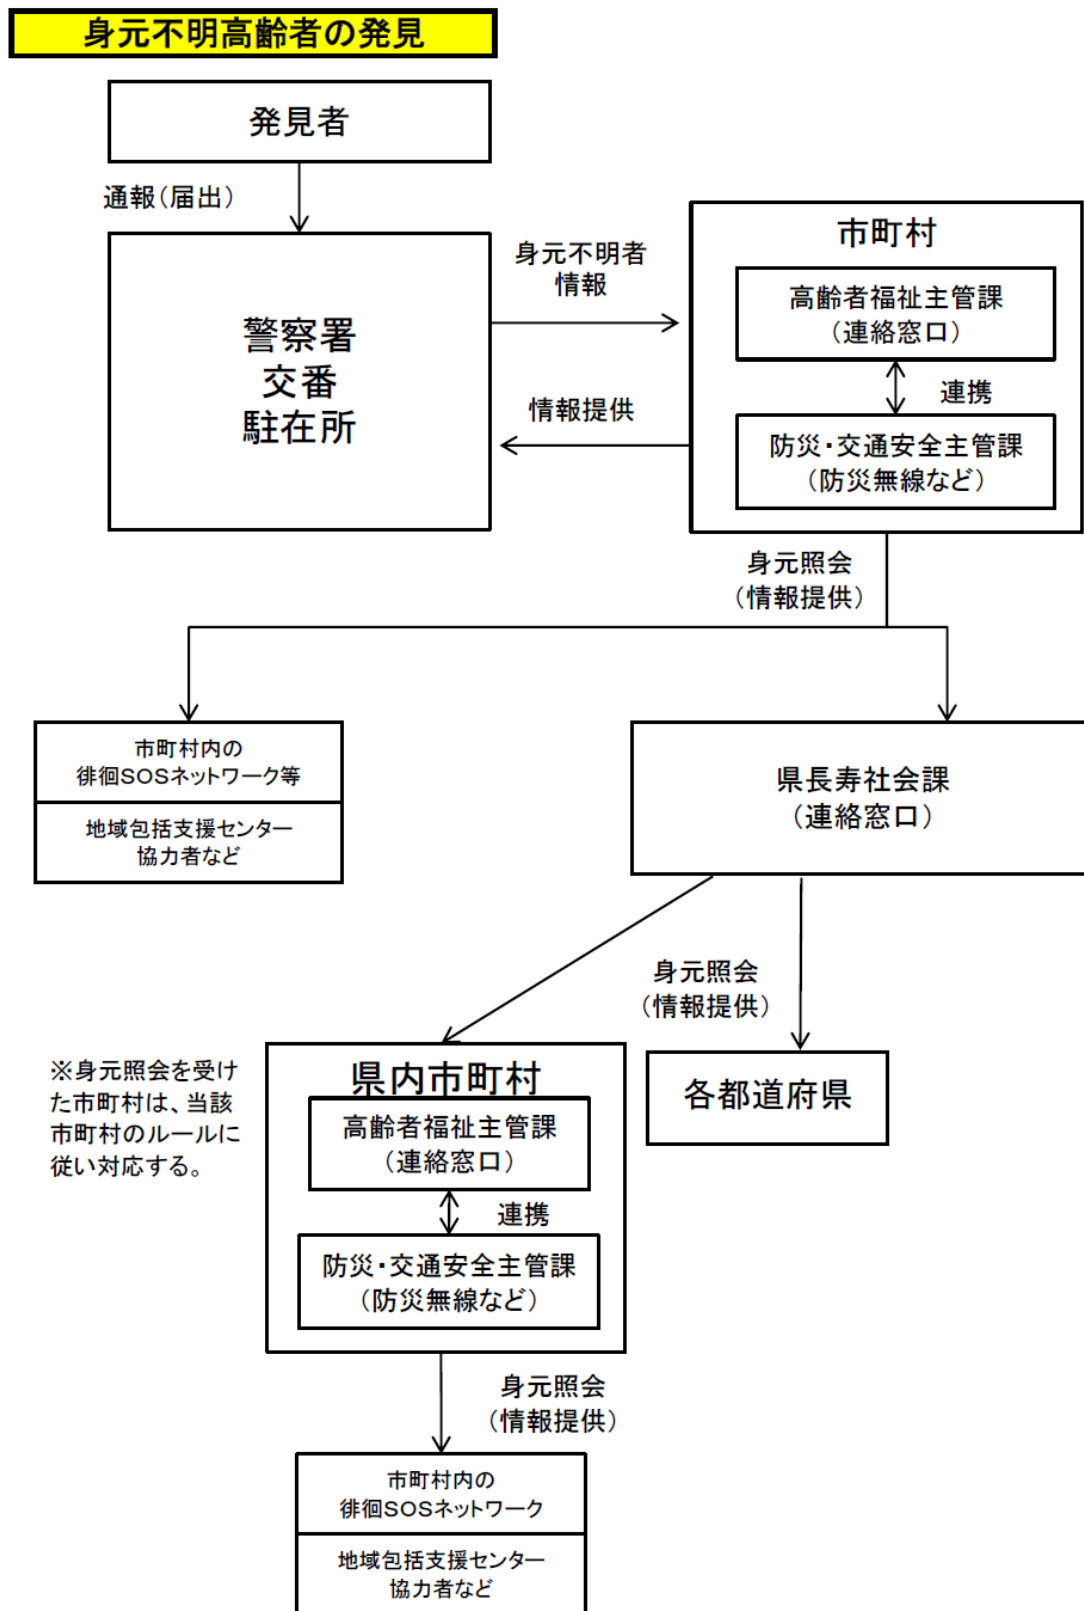 身元不明高齢者の発見
発見者
通報(届出)
警察署
交番
駐在所
身元不明者
情報
情報提供
市町村
高齢者福祉主管課
(連絡窓口)
連携
防災・交通安全主管課
(防災無線など)
身元照会
(情報提供)
市町村内の
徘徊SOSネットワーク等
地域包括支援センター
協力者など
県長寿社会課
(連絡窓口)
身元照会
(情報提供)
各都道府県
※身元照会を受け
た市町村は、当該
市町村のルールに
従い対応する。
県内市町村
高齢者福祉主管課
(連絡窓口)
連携
防災・交通安全主管課
(防災無線など)
身元照会
(情報提供)
市町村内の
徘徊SOSネットワーク
地域包括支援センター
協力者など